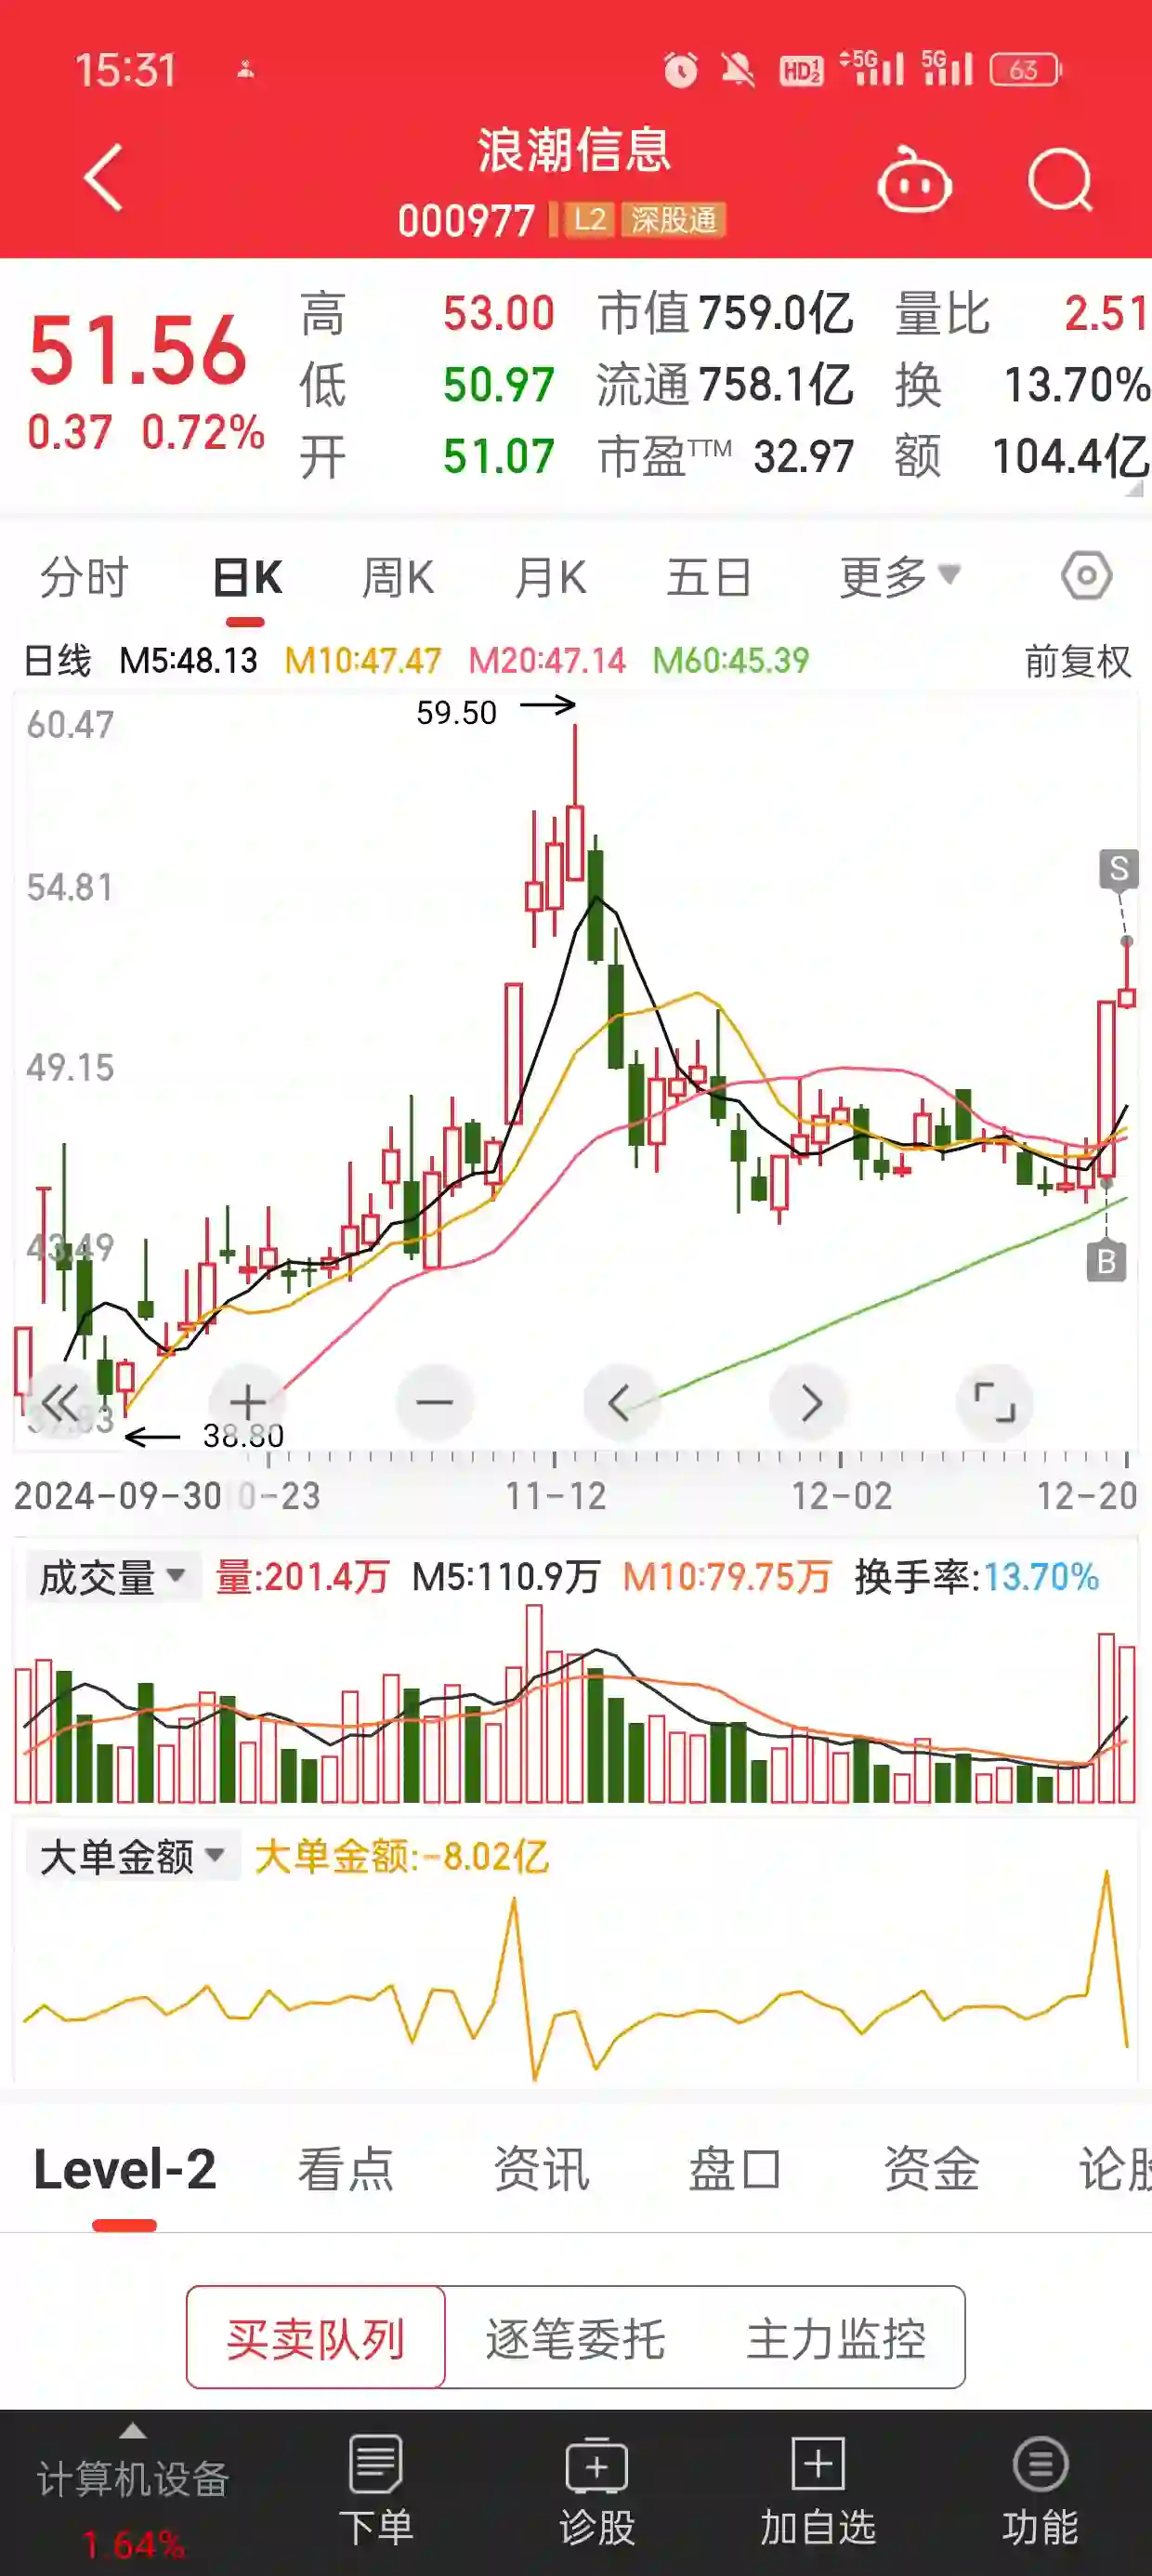 15:31 HD 1 2 5G 5G 63
浪潮信息
000977 L2 深股通
51.56 高 53.00 市值 759.0亿 量比 2.51
低 50.97 流通 758.1亿 换 13.70%
0.37 0.72% 开 51.07 市盈TTM 32.97 额 104.4亿
分时 日K 周K 月K 五日 更多
日线 M5:48.13 M10:47.47 M20:47.14 M60:45.39 前复权
59.50
60.47
S
54.81
49.15
43.49
B
38.80
2024-09-30 0-23 11-12 12-02 12-20
成交量 量:201.4万 M5:110.9万 M10:79.75万 换手率:13.70%
大单金额 大单金额:-8.02亿
Level-2 看点 资讯 盘口 资金 论股
买卖队列 逐笔委托 主力监控
计算机设备 下单 诊股 加自选 功能
1.64%